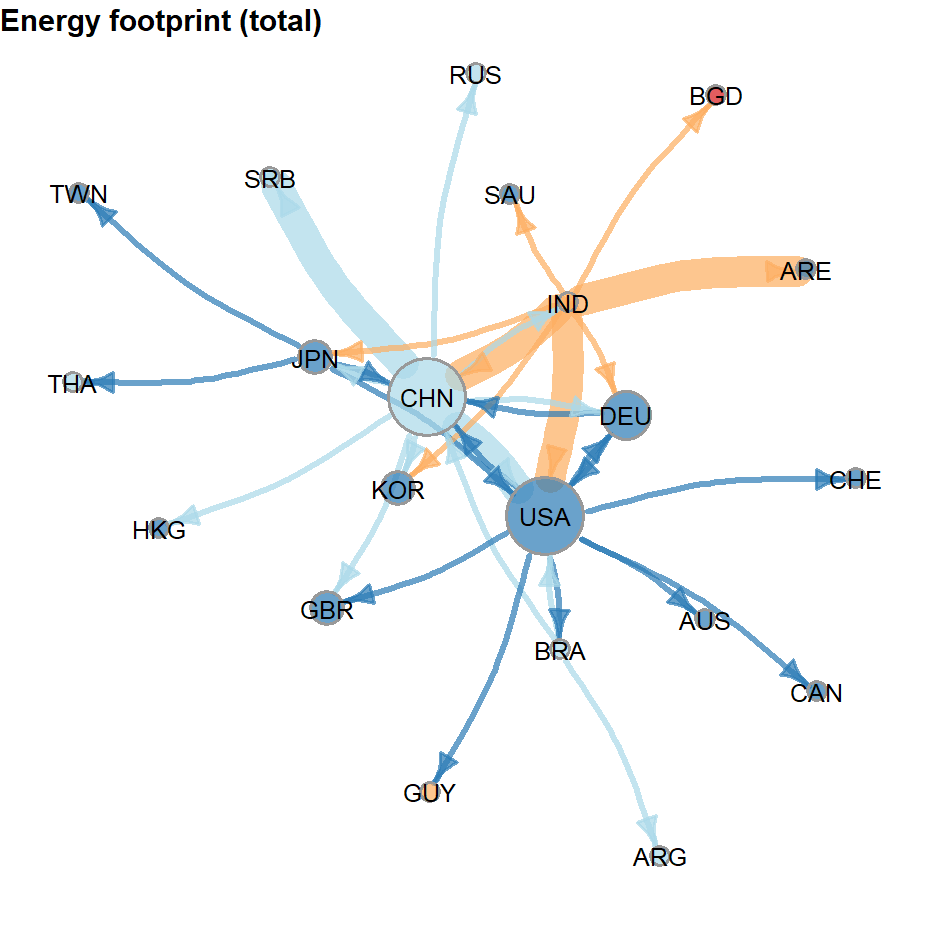 Energy footprint (total)
RUS
BGD
SRB
TWN
SAU
ARE
IND
JPN
THA
CHN
DEU
KOR
CHE
USA
HKG
GBR
AUS
BRA
CAN
GUY
ARG